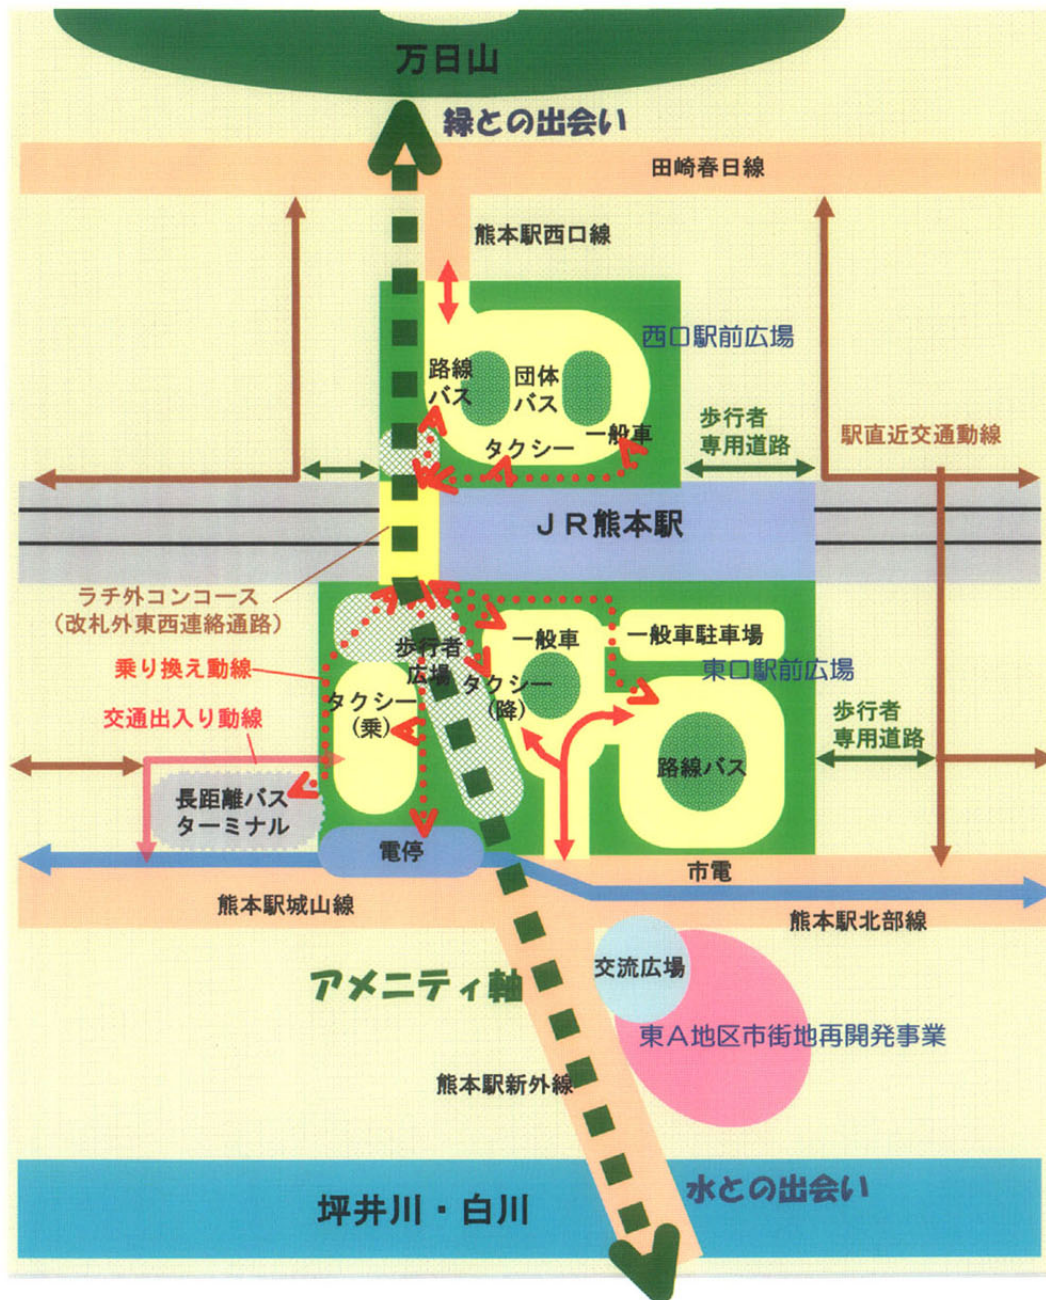 万日山
緑との出会い
田崎春日線
熊本駅西口線
西口駅前広場
路線
バス
団体
バス
一般車
タクシー
歩行者
専用道路
駅直近交通動線
JR熊本駅
ラチ外コンコース
(改札外東西連絡通路)
乗り換え動線
交通出入り動線
歩行者
広場
一般車
一般車駐車場
東口駅前広場
タクシー
(乗)
タクシー
(降)
歩行者
専用道路
路線バス
長距離バス
ターミナル
電停
市電
熊本駅城山線
熊本駅北部線
交流広場
アメニティ軸
東A地区市街地再開発事業
熊本駅新外線
水との出会い
坪井川・白川